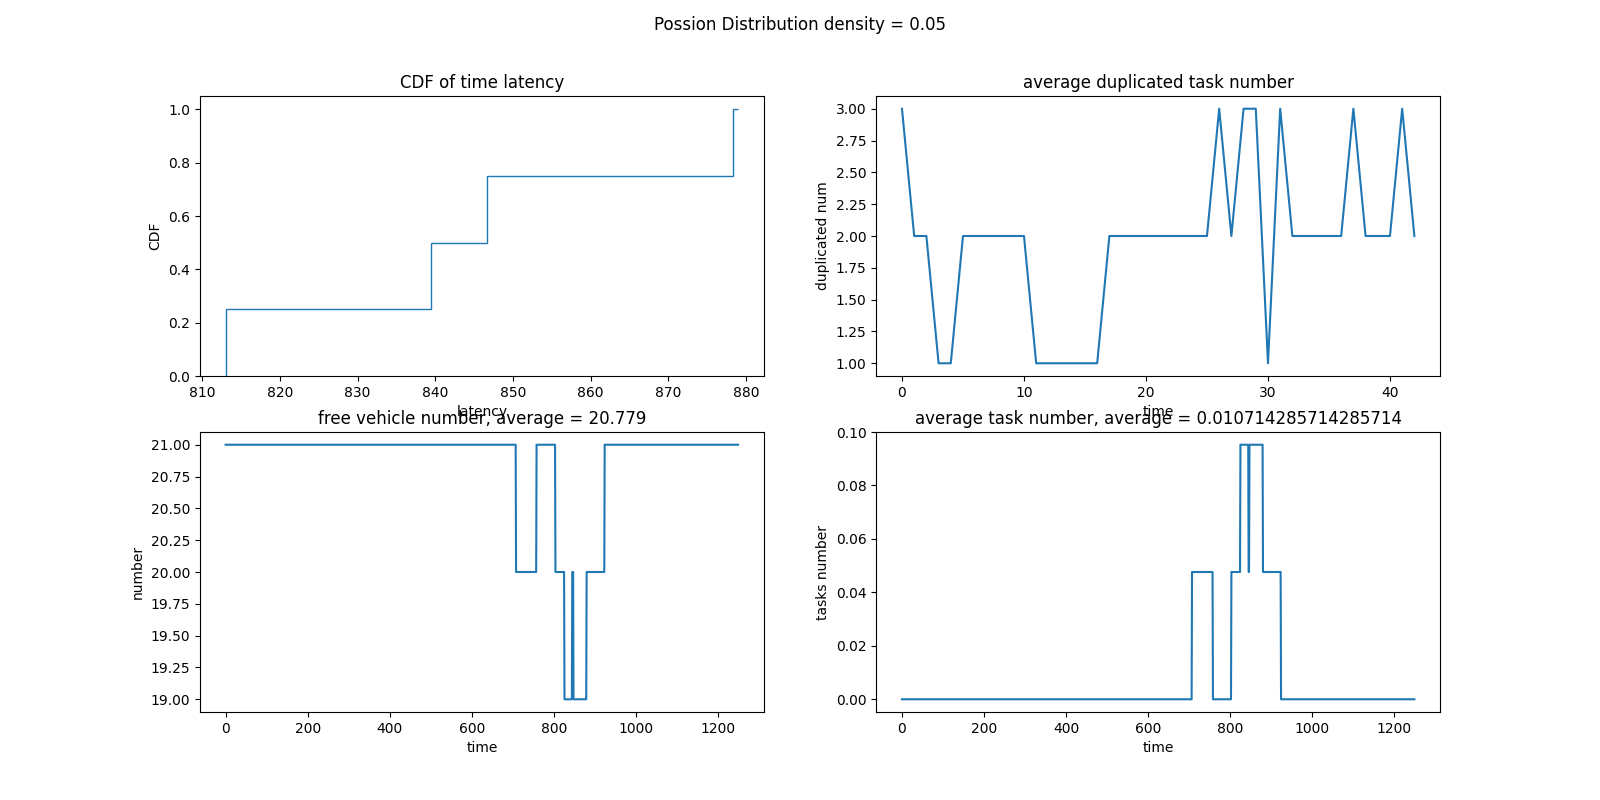 Possion Distribution density = 0.05
CDF of time latency
1.0
0.8
0.6
0.4
0.2
0.0
CDF
810 820 830 840 850 860 870 880
latency
average duplicated task number
3.00
2.75
2.50
2.25
2.00
1.75
1.50
1.25
1.00
duplicated num
0 10 20 30 40
time
free vehicle number, average = 20.779
21.00
20.75
20.50
20.25
20.00
19.75
19.50
19.25
19.00
number
0 200 400 600 800 1000 1200
time
average task number, average = 0.010714285714285714
0.10
0.08
0.06
0.04
0.02
0.00
tasks number
0 200 400 600 800 1000 1200
time